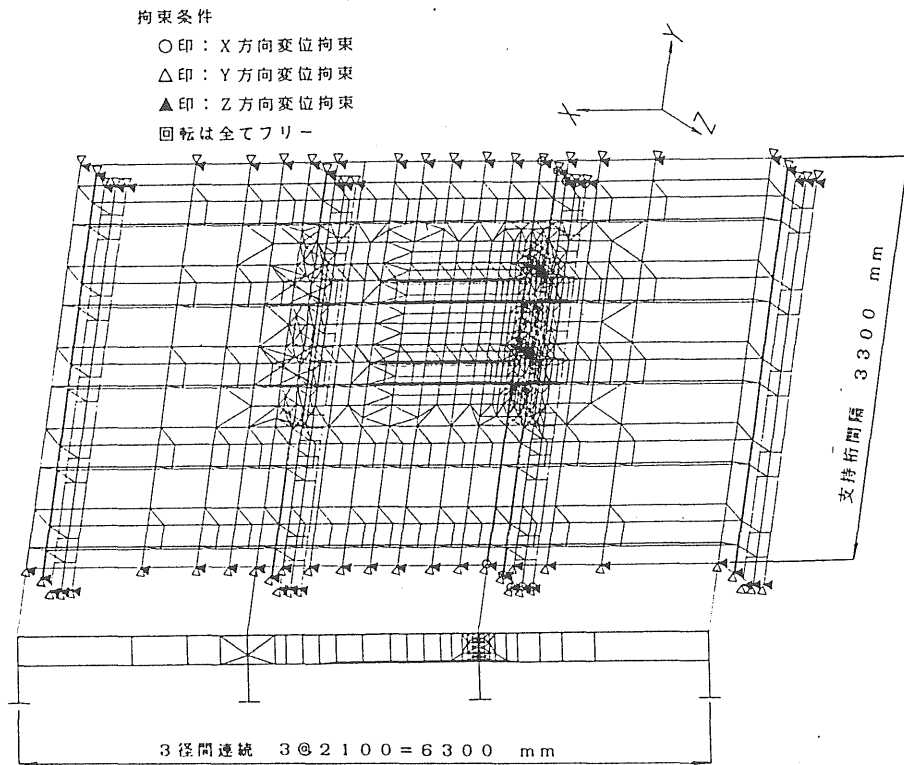 拘束条件
○印：X方向変位拘束
△印：Y方向変位拘束
▲印：Z方向変位拘束
回転は全てフリー
Y
X
Z
支持桁間隔 3300 mm
3径間連続 3@2100=6300 mm